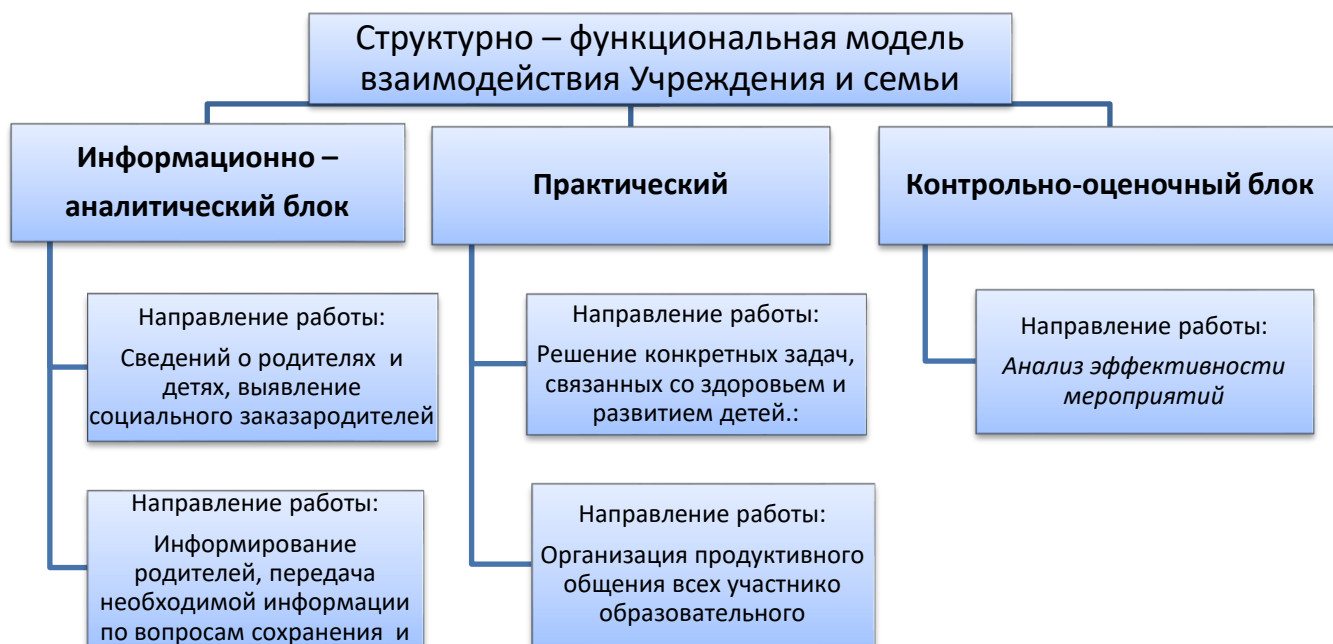 Структурно – функциональная модель
взаимодействия Учреждения и семьи
Информационно –
аналитический блок
Практический
Контрольно-оценочный блок
Направление работы:
Сведений о родителях и
детях, выявление
социального заказародителей
Направление работы:
Решение конкретных задач,
связанных со здоровьем и
развитием детей.:
Направление работы:
Анализ эффективности
мероприятий
Направление работы:
Информирование
родителей, передача
необходимой информации
по вопросам сохранения и
Направление работы:
Организация продуктивного
общения всех участнико
образовательного